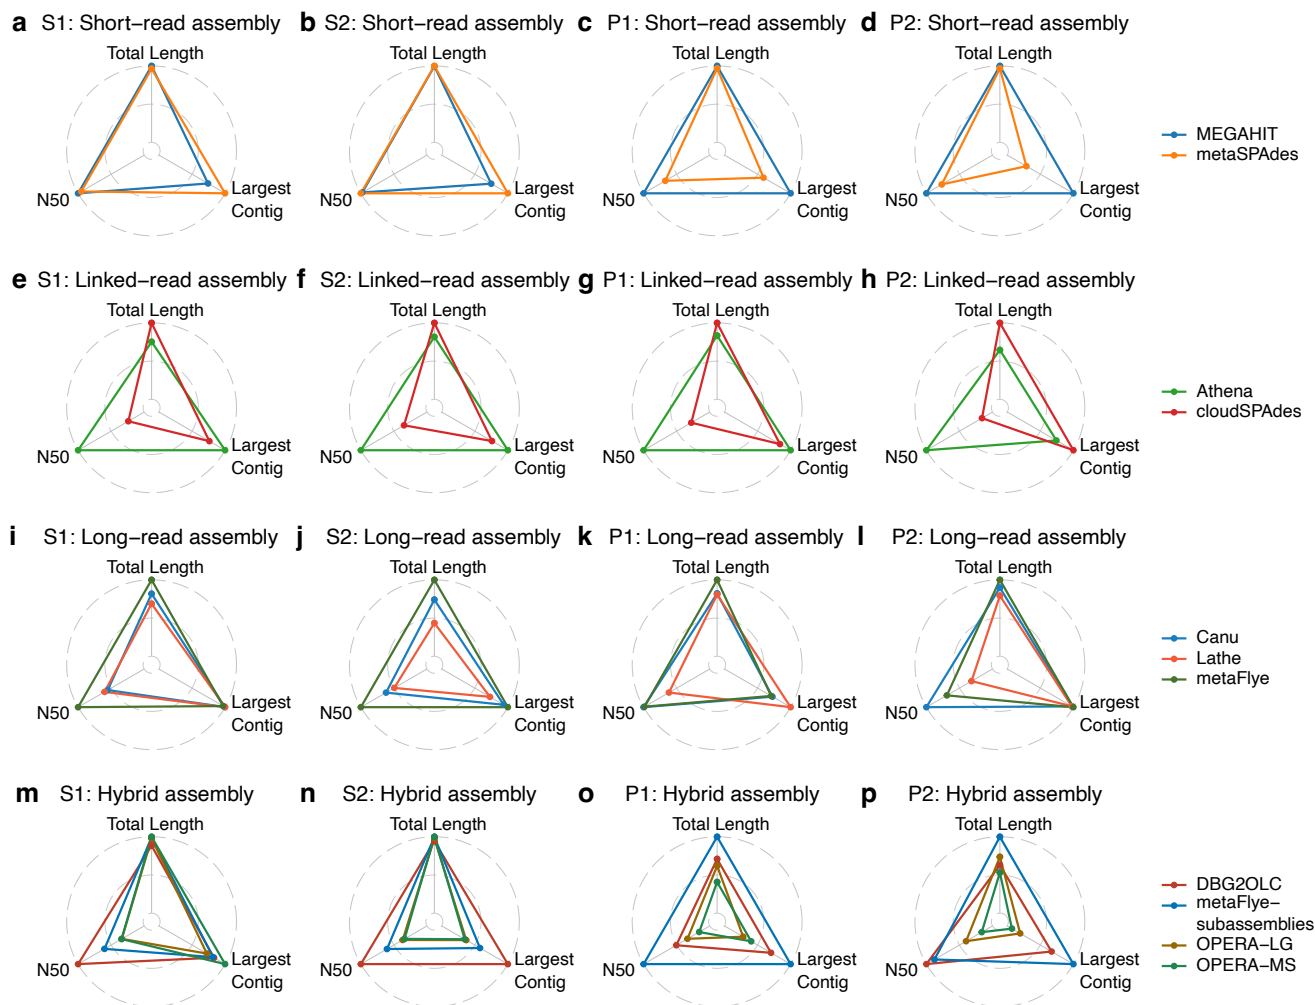 a S1: Short–read assembly
b S2: Short–read assembly
c P1: Short–read assembly
d P2: Short–read assembly
Total Length
N50
Largest
Contig
Total Length
N50
Largest
Contig
Total Length
N50
Largest
Contig
Total Length
N50
Largest
Contig
MEGAHIT
metaSPAdes
e S1: Linked–read assembly
f S2: Linked–read assembly
g P1: Linked–read assembly
h P2: Linked–read assembly
Total Length
N50
Largest
Contig
Total Length
N50
Largest
Contig
Total Length
N50
Largest
Contig
Total Length
N50
Largest
Contig
Athena
cloudSPAdes
i S1: Long–read assembly
j S2: Long–read assembly
k P1: Long–read assembly
l P2: Long–read assembly
Total Length
N50
Largest
Contig
Total Length
N50
Largest
Contig
Total Length
N50
Largest
Contig
Total Length
N50
Largest
Contig
Canu
Lathe
metaFlye
m S1: Hybrid assembly
n S2: Hybrid assembly
o P1: Hybrid assembly
p P2: Hybrid assembly
Total Length
N50
Largest
Contig
Total Length
N50
Largest
Contig
Total Length
N50
Largest
Contig
Total Length
N50
Largest
Contig
DBG2OLC
metaFlye–
subassemblies
OPERA–LG
OPERA–MS